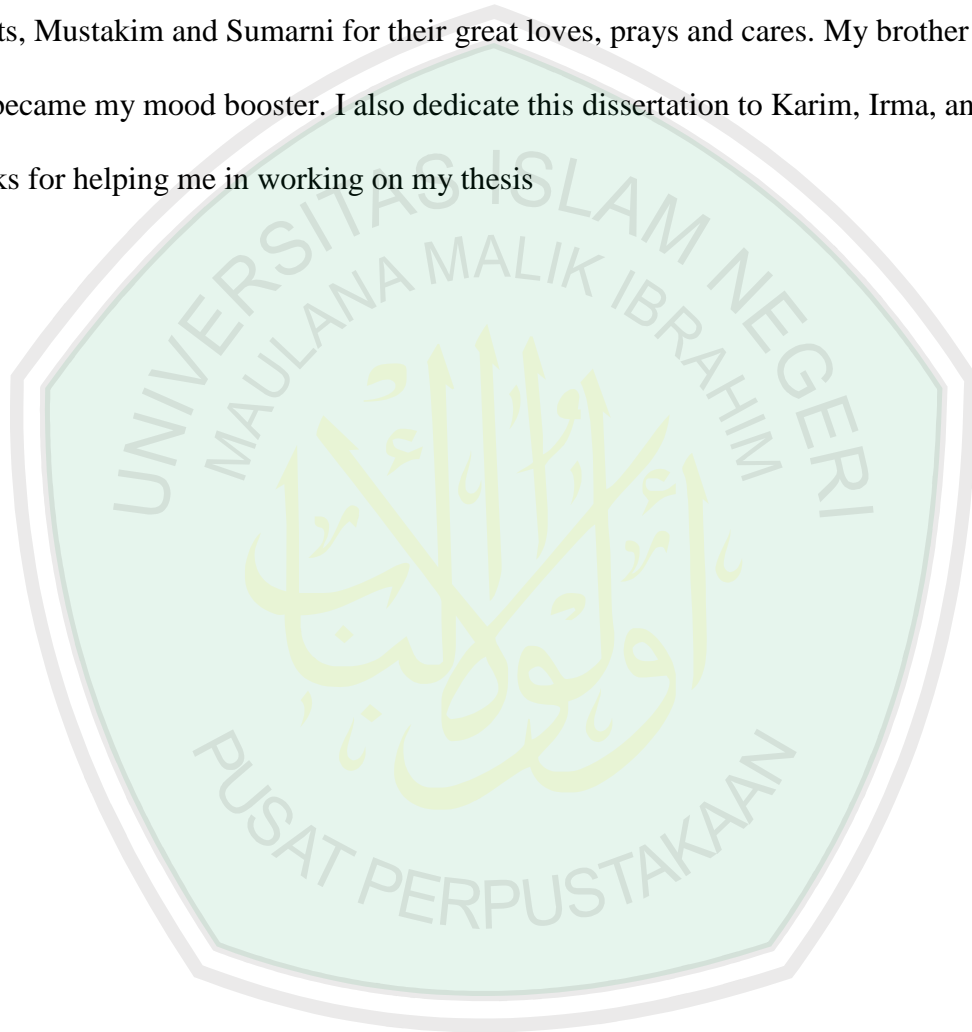 ts, Mustakim and Sumarni for their great loves, prays and cares. My brother
became my mood booster. I also dedicate this dissertation to Karim, Irma, an
ks for helping me in working on my thesis
UNIVERSITAS ISLAM NEGERI
MAULANA MALIK IBRAHIM
أولو الألباب
PUSAT PERPUSTAKAAN